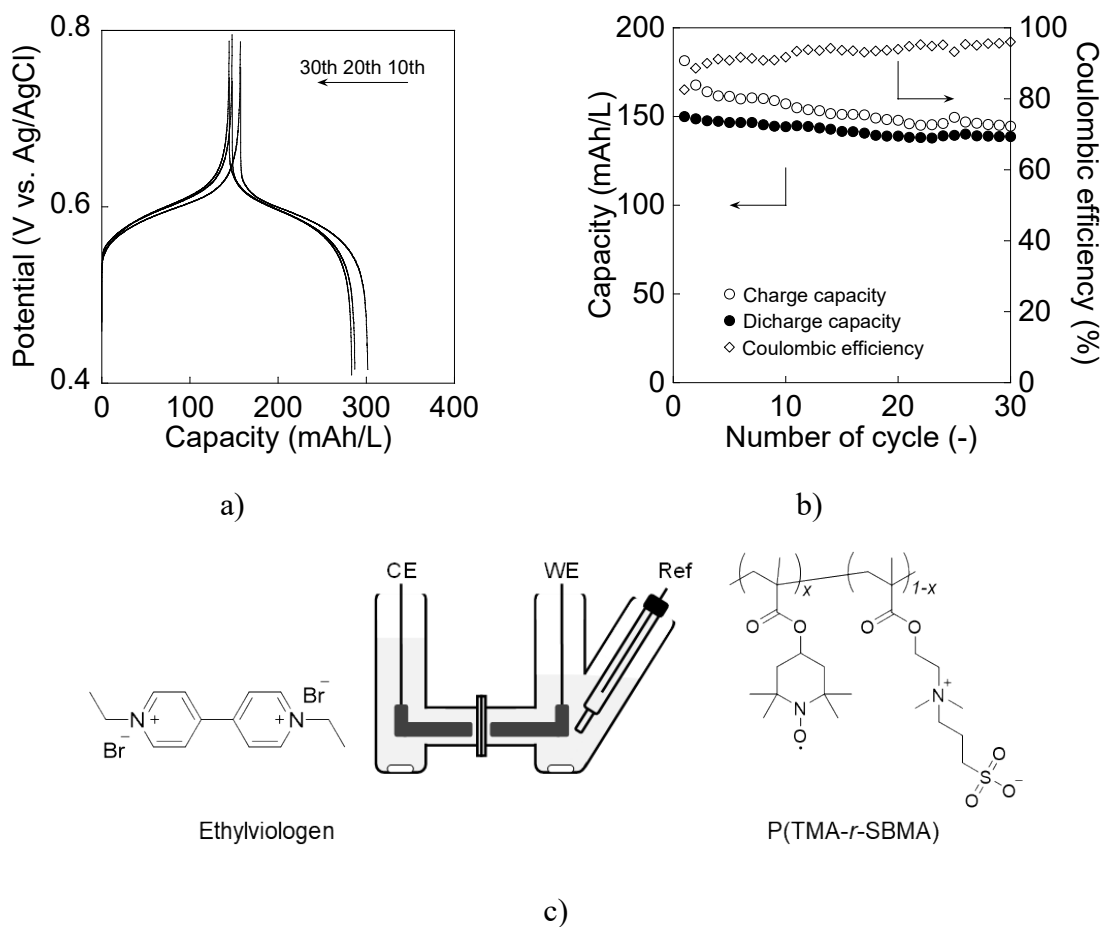 0.8
0.6
0.4
Potential (V vs. Ag/AgCl)
30th 20th 10th
0 100 200 300 400
Capacity (mAh/L)
a)
200
150
100
50
0
Capacity (mAh/L)
100
80
60
40
20
0
Coulombic efficiency (%)
Charge capacity
Dicharge capacity
Coulombic efficiency
0 10 20 30
Number of cycle (-)
b)
CE WE Ref
Br−
N+
N+
Br−
Ethylviologen
x 1-x
O O O O
N
O·
N+
O
S
O O−
P(TMA-r-SBMA)
c)